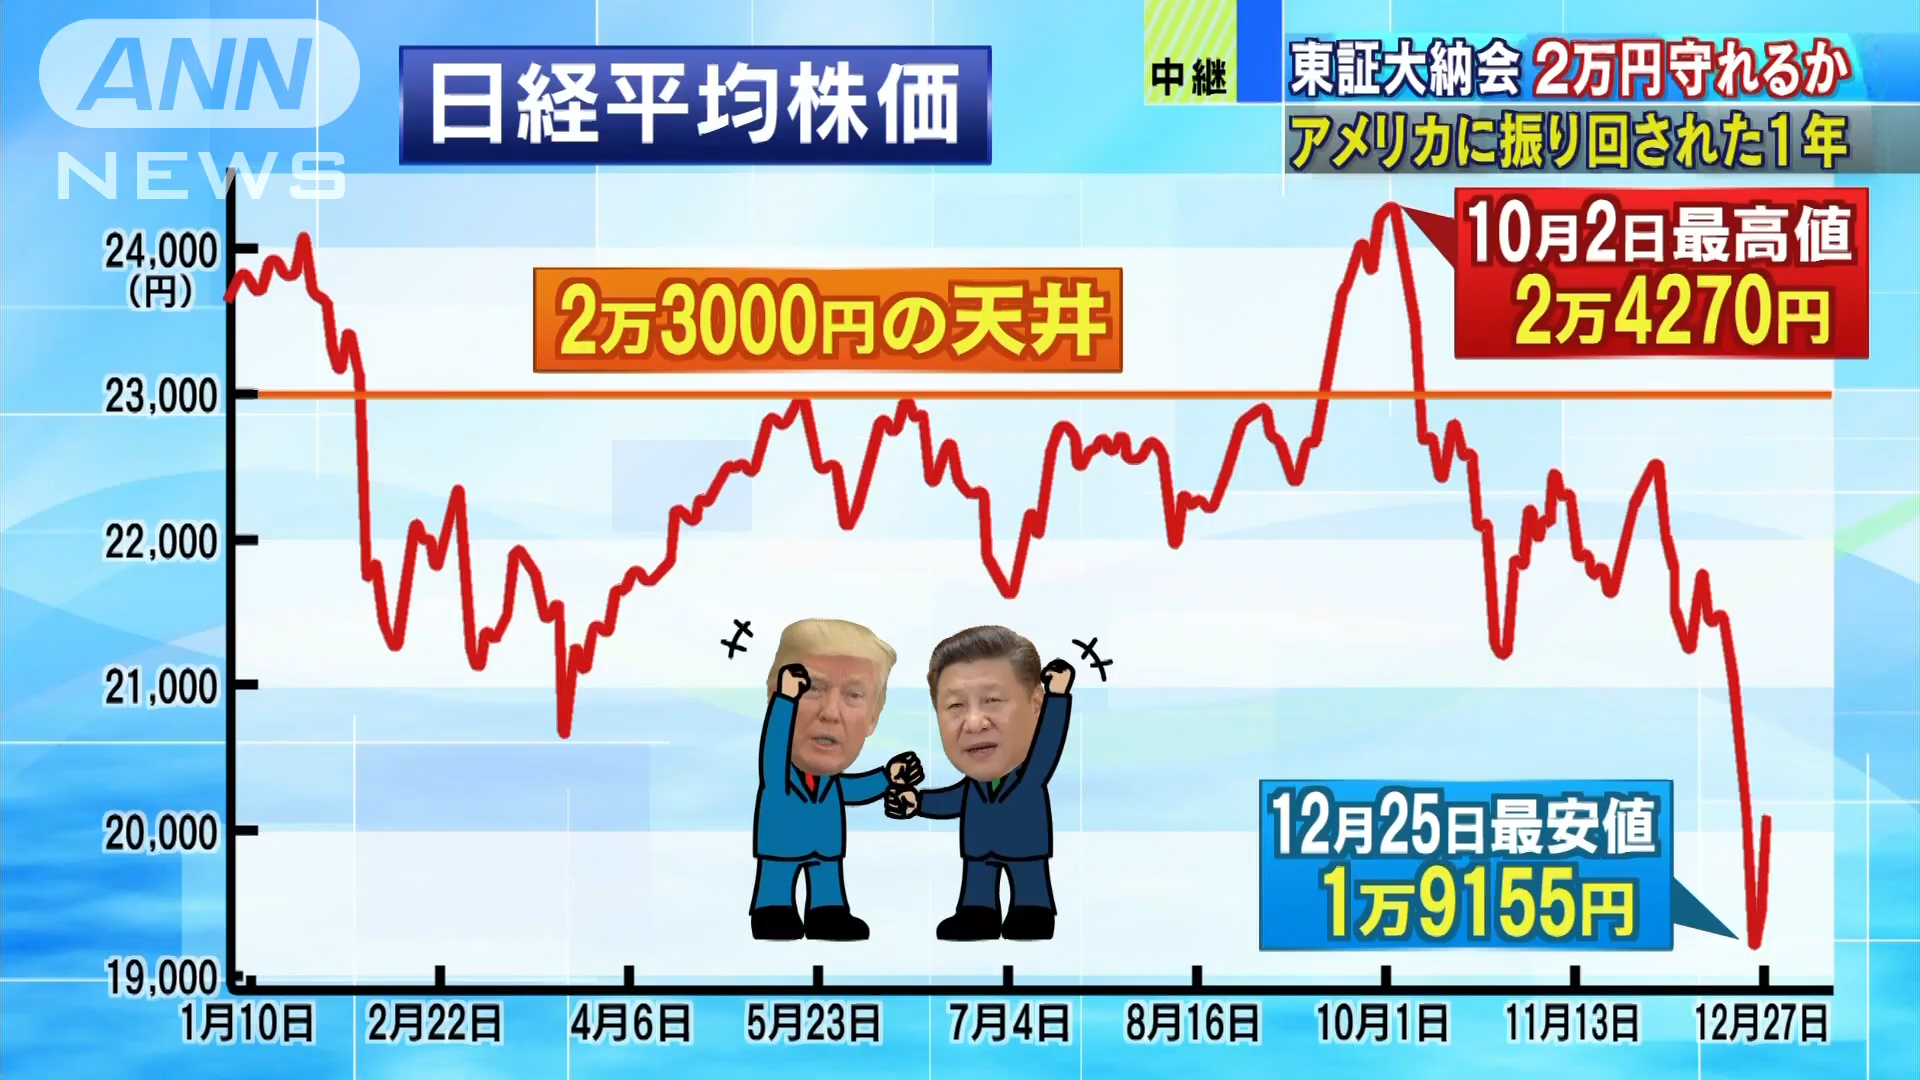 ANN
NEWS
日経平均株価
中継
東証大納会 2万円守れるか
アメリカに振り回された1年
10月2日最高値
2万4270円
2万3000円の天井
12月25日最安値
1万9155円
24,000
(円)
23,000
22,000
21,000
20,000
19,000
1月10日 2月22日 4月6日 5月23日 7月4日 8月16日 10月1日 11月13日 12月27日